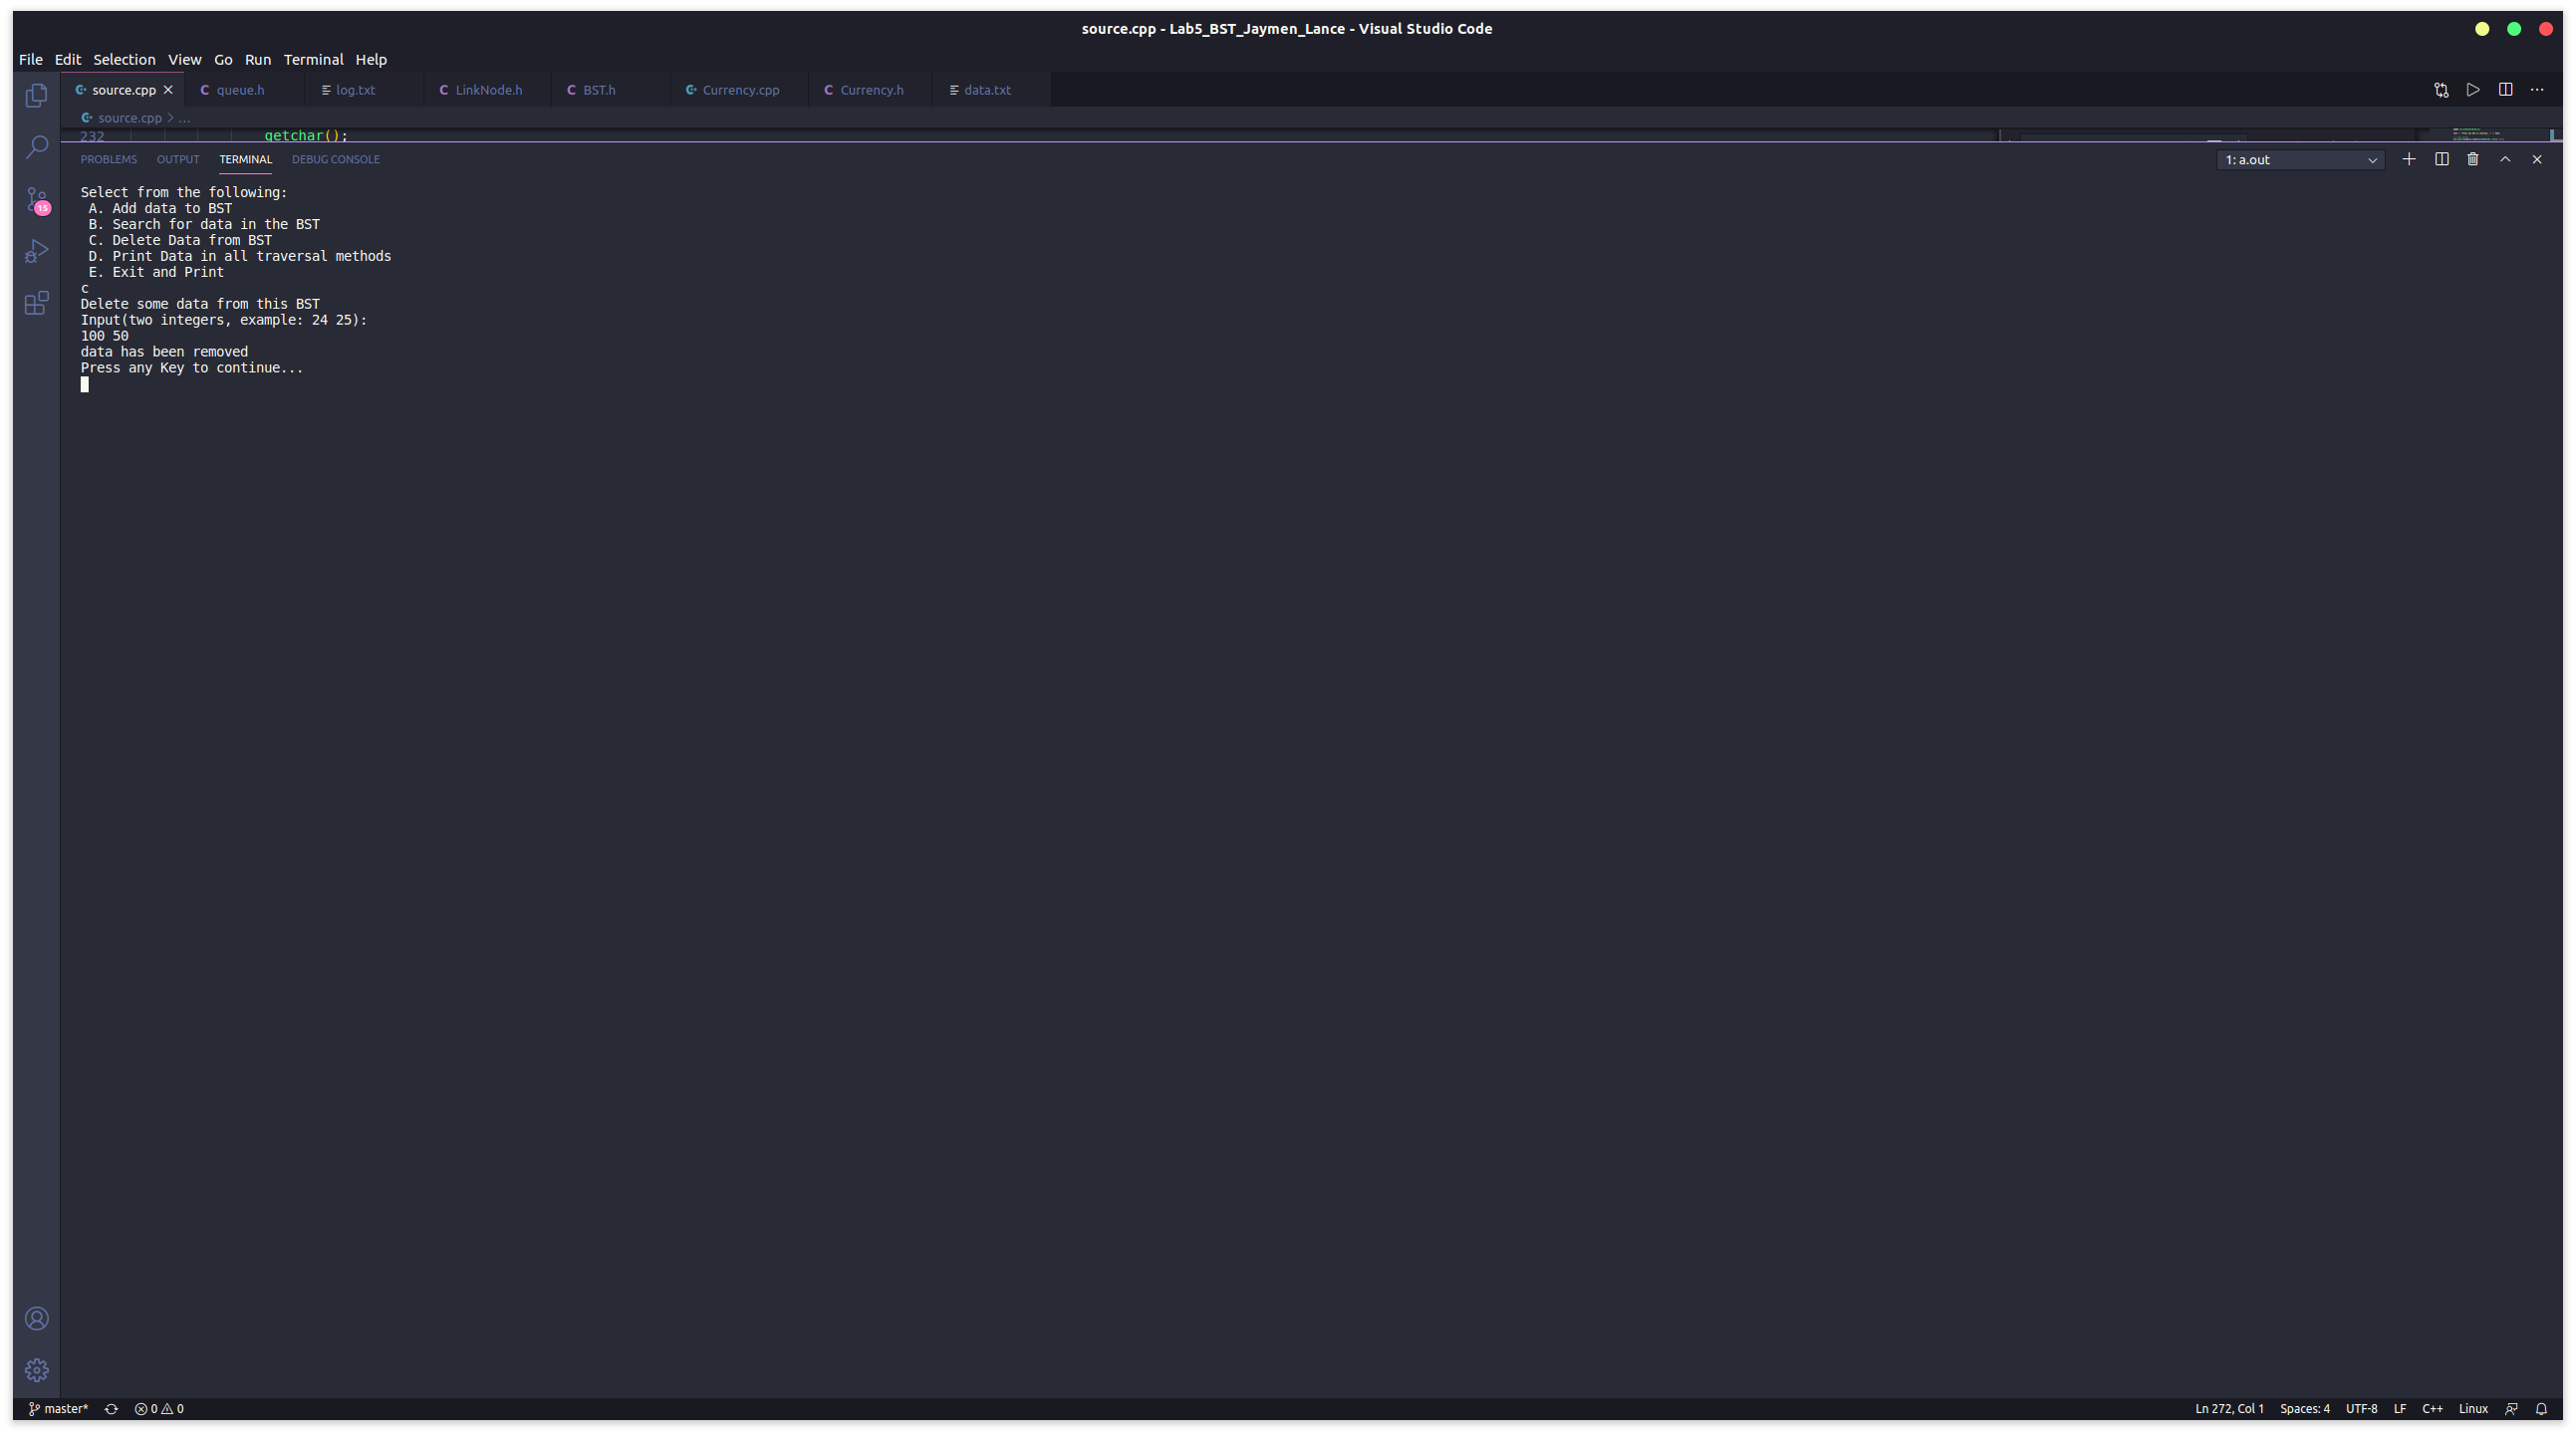 source.cpp - Lab5_BST_Jaymen_Lance - Visual Studio Code
File Edit Selection View Go Run Terminal Help
source.cpp queue.h log.txt LinkNode.h BST.h Currency.cpp Currency.h data.txt
source.cpp > ...
232 getchar();
PROBLEMS OUTPUT TERMINAL DEBUG CONSOLE 1: a.out
Select from the following:
A. Add data to BST
B. Search for data in the BST
C. Delete Data from BST
D. Print Data in all traversal methods
E. Exit and Print
c
Delete some data from this BST
Input(two integers, example: 24 25):
100 50
data has been removed
Press any Key to continue...
15
master* 0 0 Ln 272, Col 1 Spaces: 4 UTF-8 LF C++ Linux